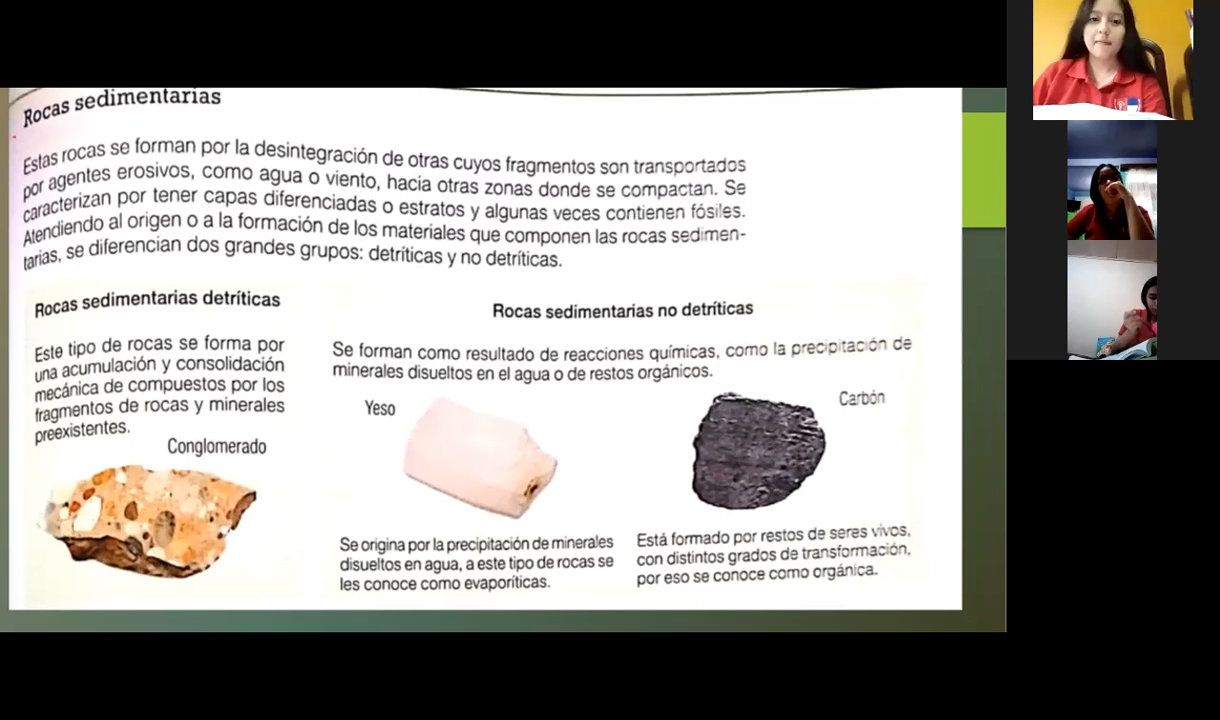 Rocas sedimentarias
Estas rocas se forman por la desintegración de otras cuyos fragmentos son transportados
por agentes erosivos, como agua o viento, hacia otras zonas donde se compactan. Se
caracterizan por tener capas diferenciadas o estratos y algunas veces contienen fósiles.
Atendiendo al origen o a la formación de los materiales que componen las rocas sedimen-
tarias, se diferencian dos grandes grupos: detríticas y no detríticas.
Rocas sedimentarias detríticas
Este tipo de rocas se forma por
una acumulación y consolidación
mecánica de compuestos por los
fragmentos de rocas y minerales
preexistentes.
Conglomerado
Rocas sedimentarias no detríticas
Se forman como resultado de reacciones químicas, como la precipitación de
minerales disueltos en el agua o de restos orgánicos.
Yeso
Se origina por la precipitación de minerales
disueltos en agua, a este tipo de rocas se
les conoce como evaporíticas.
Carbón
Está formado por restos de seres vivos,
con distintos grados de transformación,
por eso se conoce como orgánica.